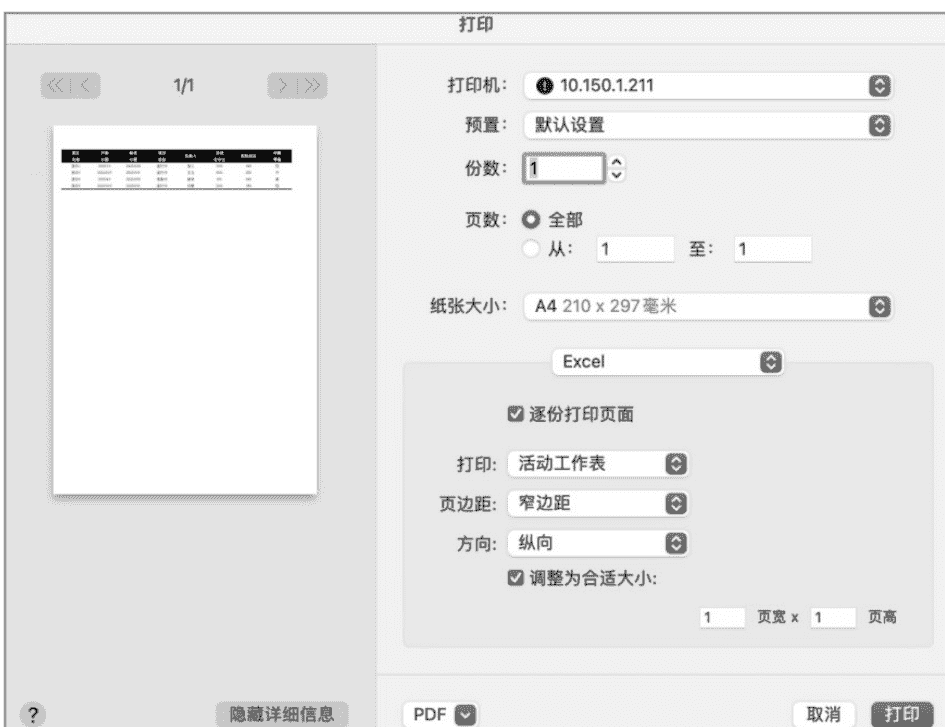 打印
1/1
打印机： 10.150.1.211
预置： 默认设置
份数： 1
页数： 全部
从： 1 至： 1
纸张大小： A4 210 x 297毫米
Excel
逐份打印页面
打印: 活动工作表
页边距: 窄边距
方向: 纵向
调整为合适大小:
1 页宽 x 1 页高
? 隐藏详细信息 PDF 取消 打印